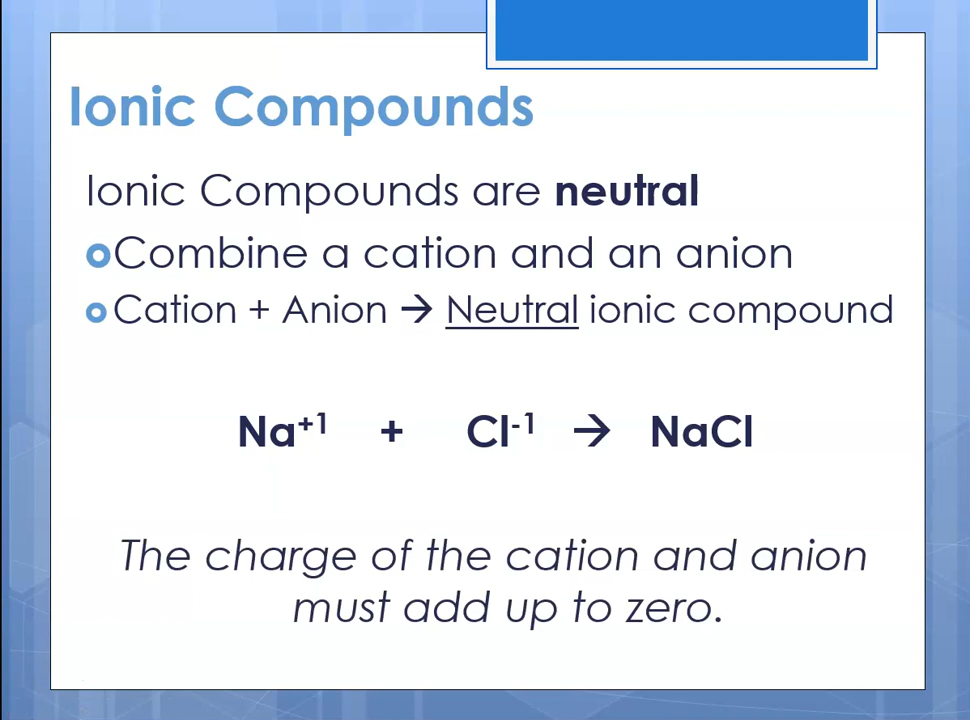 Ionic Compounds
Ionic Compounds are neutral
Combine a cation and an anion
Cation + Anion → Neutral ionic compound
Na⁺¹ + Cl⁻¹ → NaCl
The charge of the cation and anion
must add up to zero.